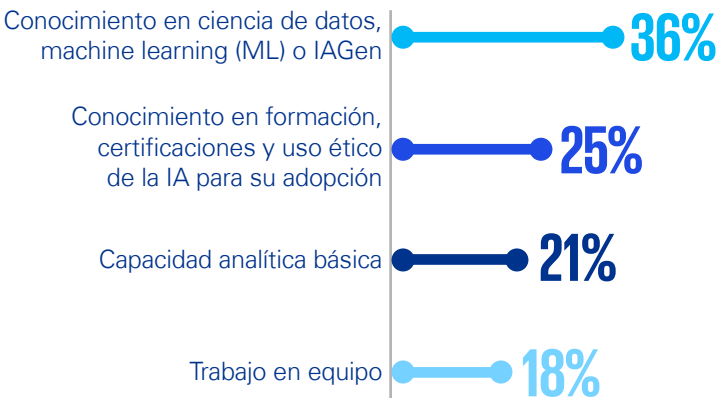 Conocimiento en ciencia de datos,
machine learning (ML) o IAGen
36%
Conocimiento en formación,
certificaciones y uso ético
de la IA para su adopción
25%
Capacidad analítica básica
21%
Trabajo en equipo
18%